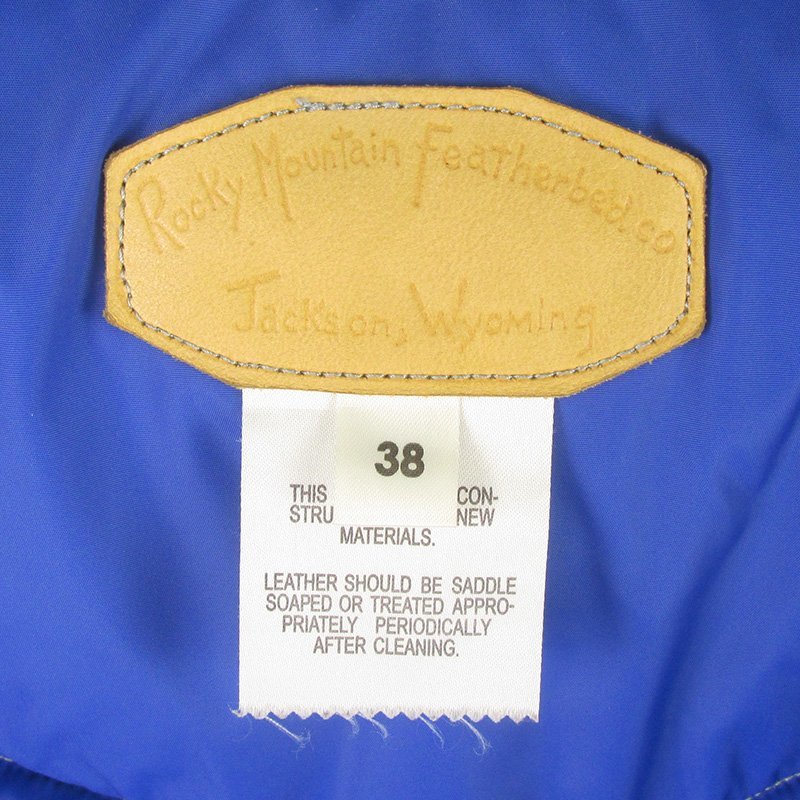 Rocky Mountain Featherbed.co
Jackson, Wyoming
38
THIS CON-
STRU NEW
MATERIALS.
LEATHER SHOULD BE SADDLE
SOAPED OR TREATED APPRO-
PRIATELY PERIODICALLY
AFTER CLEANING.